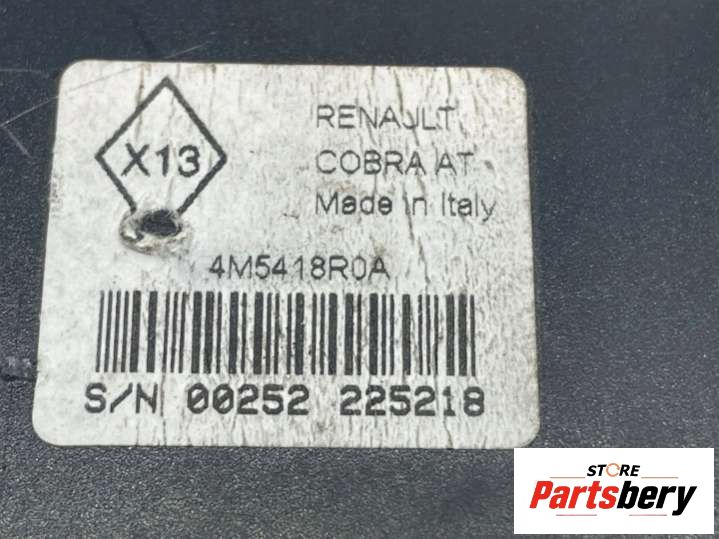 X13
RENAULT
COBRA AT
Made in Italy
4M5418R0A
S/N 00252 225218
STORE
Partsbery